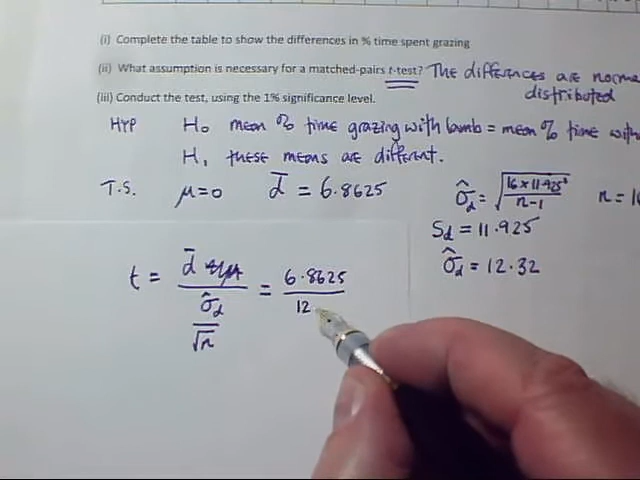 (i) Complete the table to show the differences in % time spent grazing
(ii) What assumption is necessary for a matched-pairs t-test? The differences are norma
distributed
(iii) Conduct the test, using the 1% significance level.
HYP H₀ mean % time grazing with lamb = mean % time with
H₁ these means are different.
T.S. μ=0 d̄ = 6.8625
σ̂d = √(16 × 11.925² / n-1) n = 16
Sd = 11.925
σ̂d = 12.32
t = d̄ / (σ̂d / √n) = 6.8625 / 12